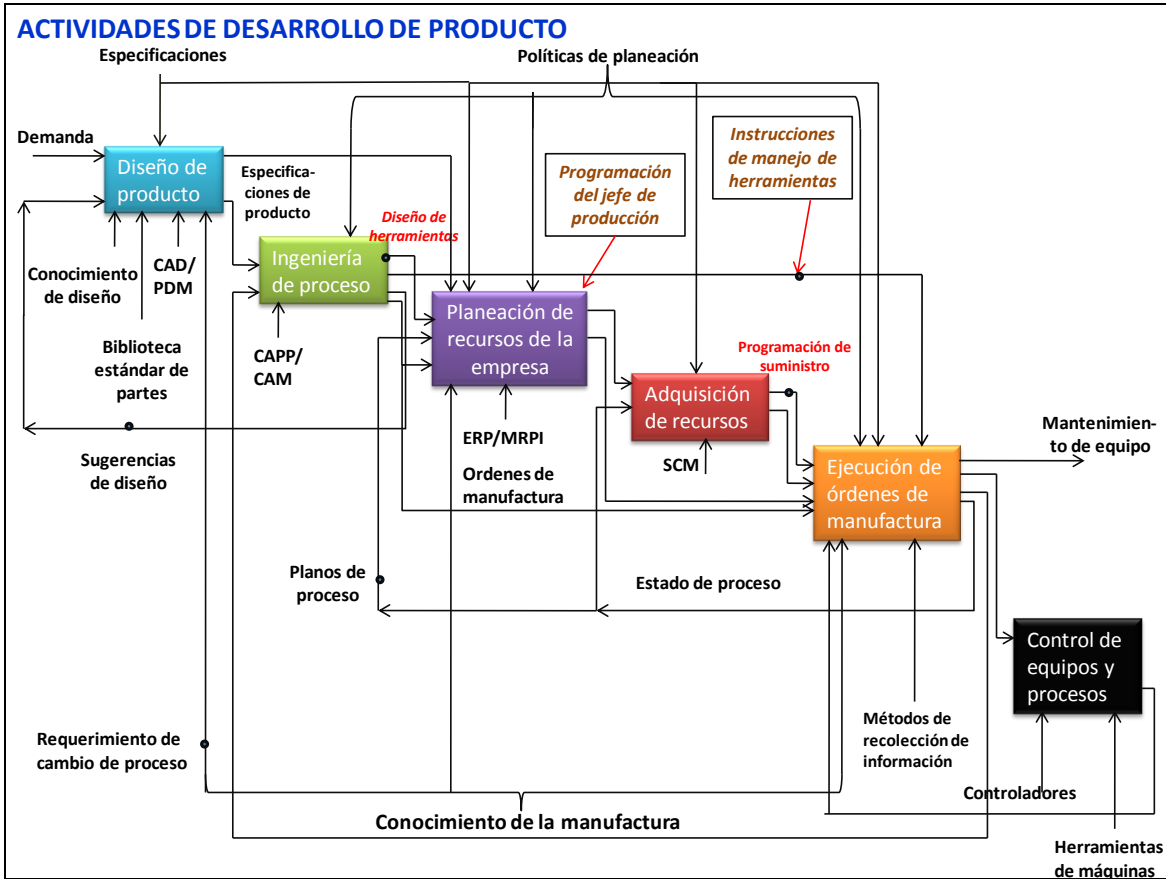 ACTIVIDADES DE DESARROLLO DE PRODUCTO
Especificaciones
Políticas de planeación
Demanda
Diseño de
producto
Especifica-
ciones de
producto
Programación
del jefe de
producción
Instrucciones
de manejo de
herramientas
Diseño de
herramientas
Conocimiento
de diseño
CAD/
PDM
Ingeniería
de proceso
Biblioteca
estándar de
partes
CAPP/
CAM
Planeación de
recursos de la
empresa
Programación de
suministro
Adquisición
de recursos
Sugerencias
de diseño
ERP/MRPI
Ordenes de
manufactura
SCM
Mantenimien-
to de equipo
Ejecución de
órdenes de
manufactura
Planos de
proceso
Estado de proceso
Control de
equipos y
procesos
Requerimiento de
cambio de proceso
Métodos de
recolección de
información
Controladores
Conocimiento de la manufactura
Herramientas
de máquinas